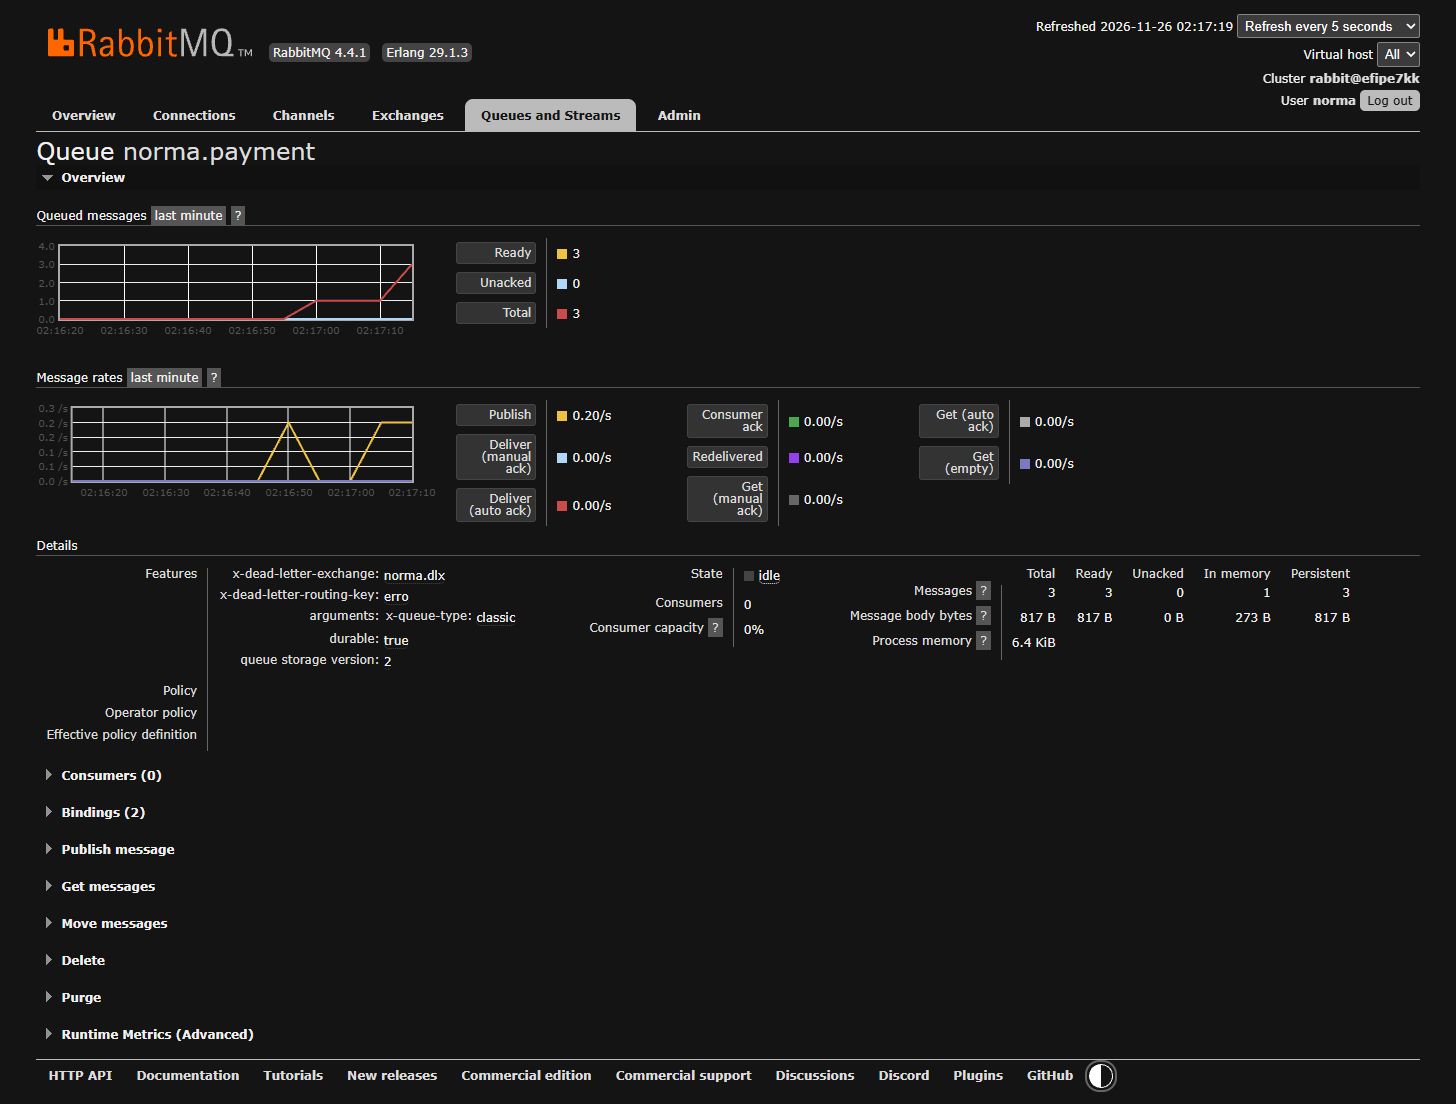 RabbitMQ TM RabbitMQ 4.4.1 Erlang 29.1.3
Refreshed 2026-11-26 02:17:19 Refresh every 5 seconds
Virtual host All
Cluster rabbit@efipe7kk
User norma Log out
Overview Connections Channels Exchanges Queues and Streams Admin
Queue norma.payment
Overview
Queued messages last minute ?
4.0
3.0
2.0
1.0
0.0
02:16:20 02:16:30 02:16:40 02:16:50 02:17:00 02:17:10
Ready 3
Unacked 0
Total 3
Message rates last minute ?
0.3 /s
0.2 /s
0.2 /s
0.1 /s
0.1 /s
0.0 /s
02:16:20 02:16:30 02:16:40 02:16:50 02:17:00 02:17:10
Publish 0.20/s
Deliver
(manual 0.00/s
ack)
Deliver
(auto ack) 0.00/s
Consumer
ack 0.00/s
Redelivered 0.00/s
Get
(manual 0.00/s
ack)
Get (auto
ack) 0.00/s
Get
(empty) 0.00/s
Details
Features
x-dead-letter-exchange: norma.dlx
x-dead-letter-routing-key: erro
arguments: x-queue-type: classic
durable: true
queue storage version: 2
Policy
Operator policy
Effective policy definition
State idle
Consumers 0
Consumer capacity ? 0%
Total Ready Unacked In memory Persistent
Messages ? 3 3 0 1 3
Message body bytes ? 817 B 817 B 0 B 273 B 817 B
Process memory ? 6.4 KiB
Consumers (0)
Bindings (2)
Publish message
Get messages
Move messages
Delete
Purge
Runtime Metrics (Advanced)
HTTP API Documentation Tutorials New releases Commercial edition Commercial support Discussions Discord Plugins GitHub